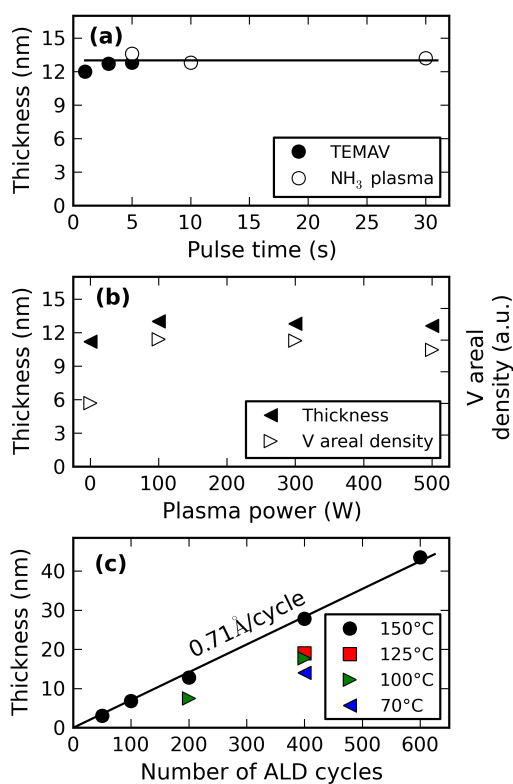 (a)
Thickness (nm)
15
12
9
6
3
0
TEMAV
NH₃ plasma
0 5 10 15 20 25 30
Pulse time (s)
(b)
Thickness (nm)
15
12
9
6
3
0
V areal
density (a.u.)
Thickness
V areal density
0 100 200 300 400 500
Plasma power (W)
(c)
Thickness (nm)
40
30
20
10
0
0.71Å/cycle
150°C
125°C
100°C
70°C
0 100 200 300 400 500 600
Number of ALD cycles